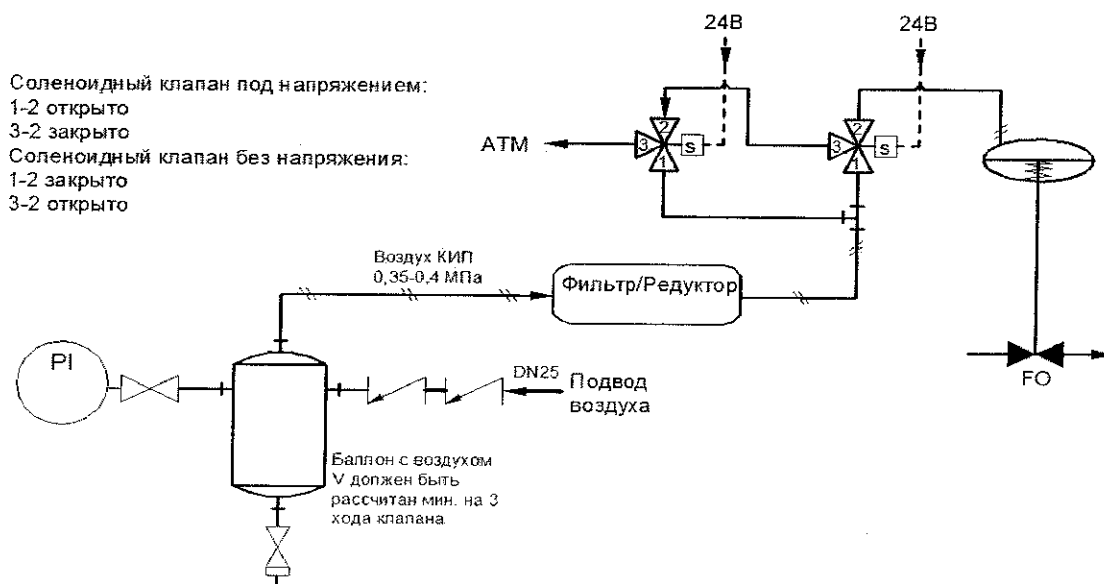 24В
24В
Соленоидный клапан под напряжением:
1-2 открыто
3-2 закрыто
Соленоидный клапан без напряжения:
1-2 закрыто
3-2 открыто
АТМ
2
3
1
s
2
3
1
s
Воздух КИП
0,35-0,4 МПа
Фильтр/Редуктор
PI
DN25
Подвод
воздуха
FO
Баллон с воздухом
V должен быть
рассчитан мин. на 3
хода клапана